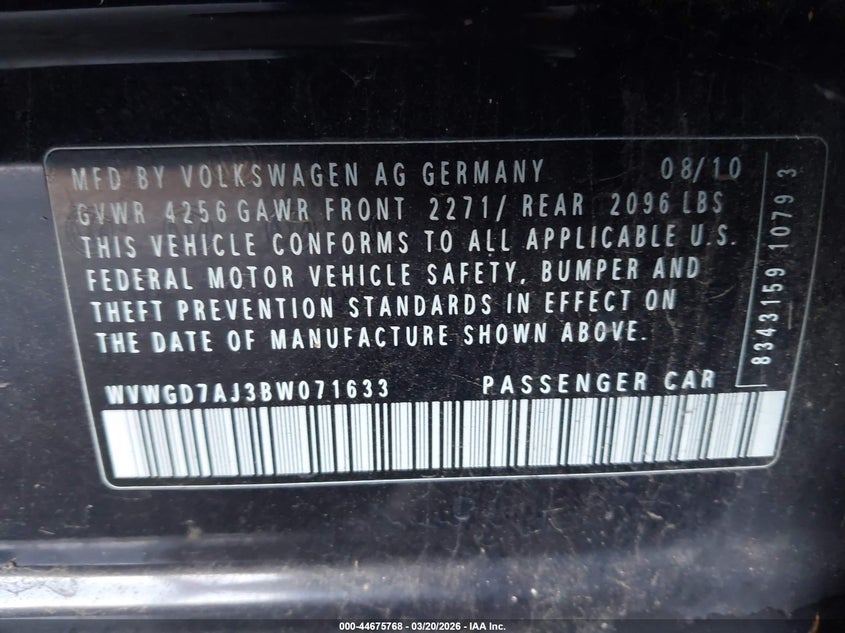 MFD BY VOLKSWAGEN AG GERMANY 08/10
GVWR 4256 GAWR FRONT 2271/ REAR 2096 LBS
THIS VEHICLE CONFORMS TO ALL APPLICABLE U.S.
FEDERAL MOTOR VEHICLE SAFETY, BUMPER AND
THEFT PREVENTION STANDARDS IN EFFECT ON
THE DATE OF MANUFACTURE SHOWN ABOVE.
WVWGD7AJ3BW071633 PASSENGER CAR
8343159 1079 3
000-44675768 - 03/20/2026 - IAA Inc.